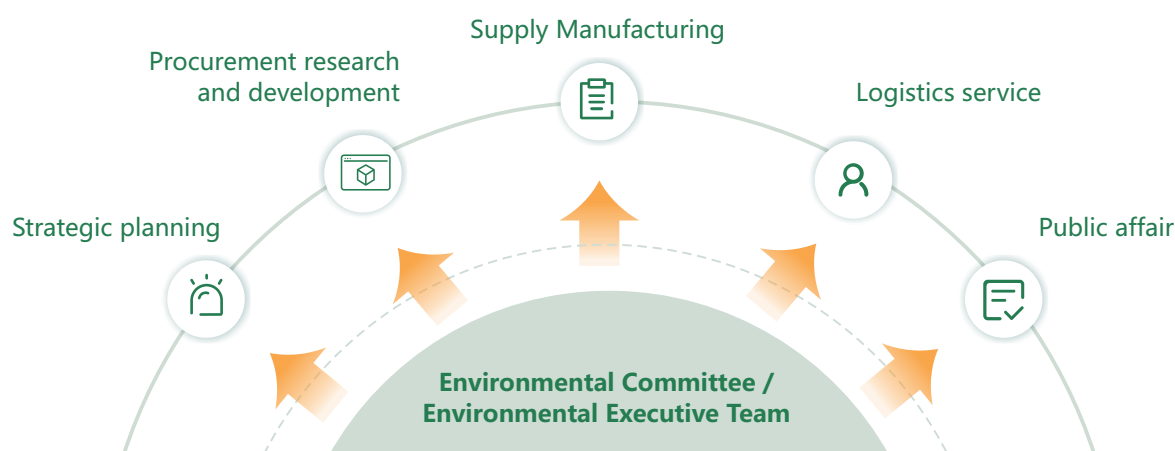 Supply Manufacturing
Procurement research
and development
Logistics service
Strategic planning
Public affair
Environmental Committee /
Environmental Executive Team